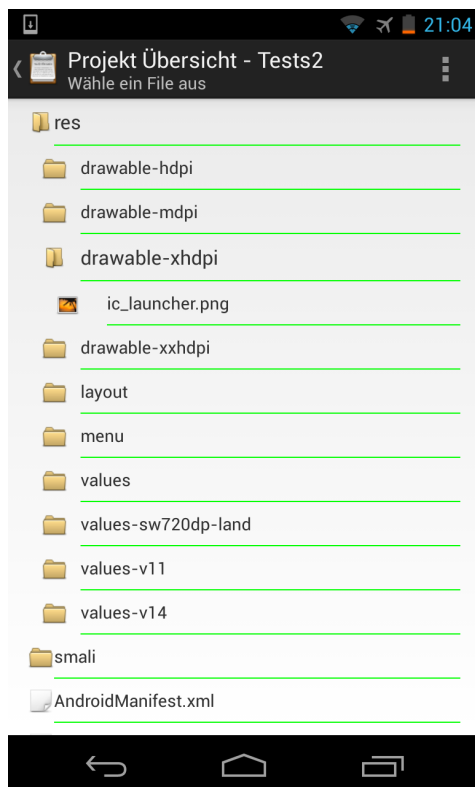 21:04
Projekt Übersicht - Tests2
Wähle ein File aus
res
drawable-hdpi
drawable-mdpi
drawable-xhdpi
ic_launcher.png
drawable-xxhdpi
layout
menu
values
values-sw720dp-land
values-v11
values-v14
smali
AndroidManifest.xml